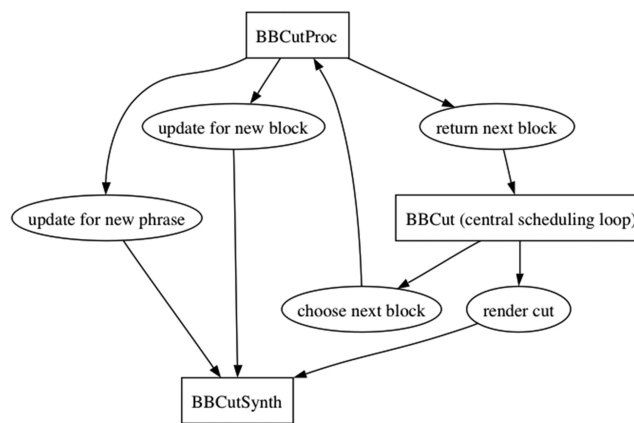 BBCutProc
update for new block
return next block
update for new phrase
BBCut (central scheduling loop)
choose next block
render cut
BBCutSynth